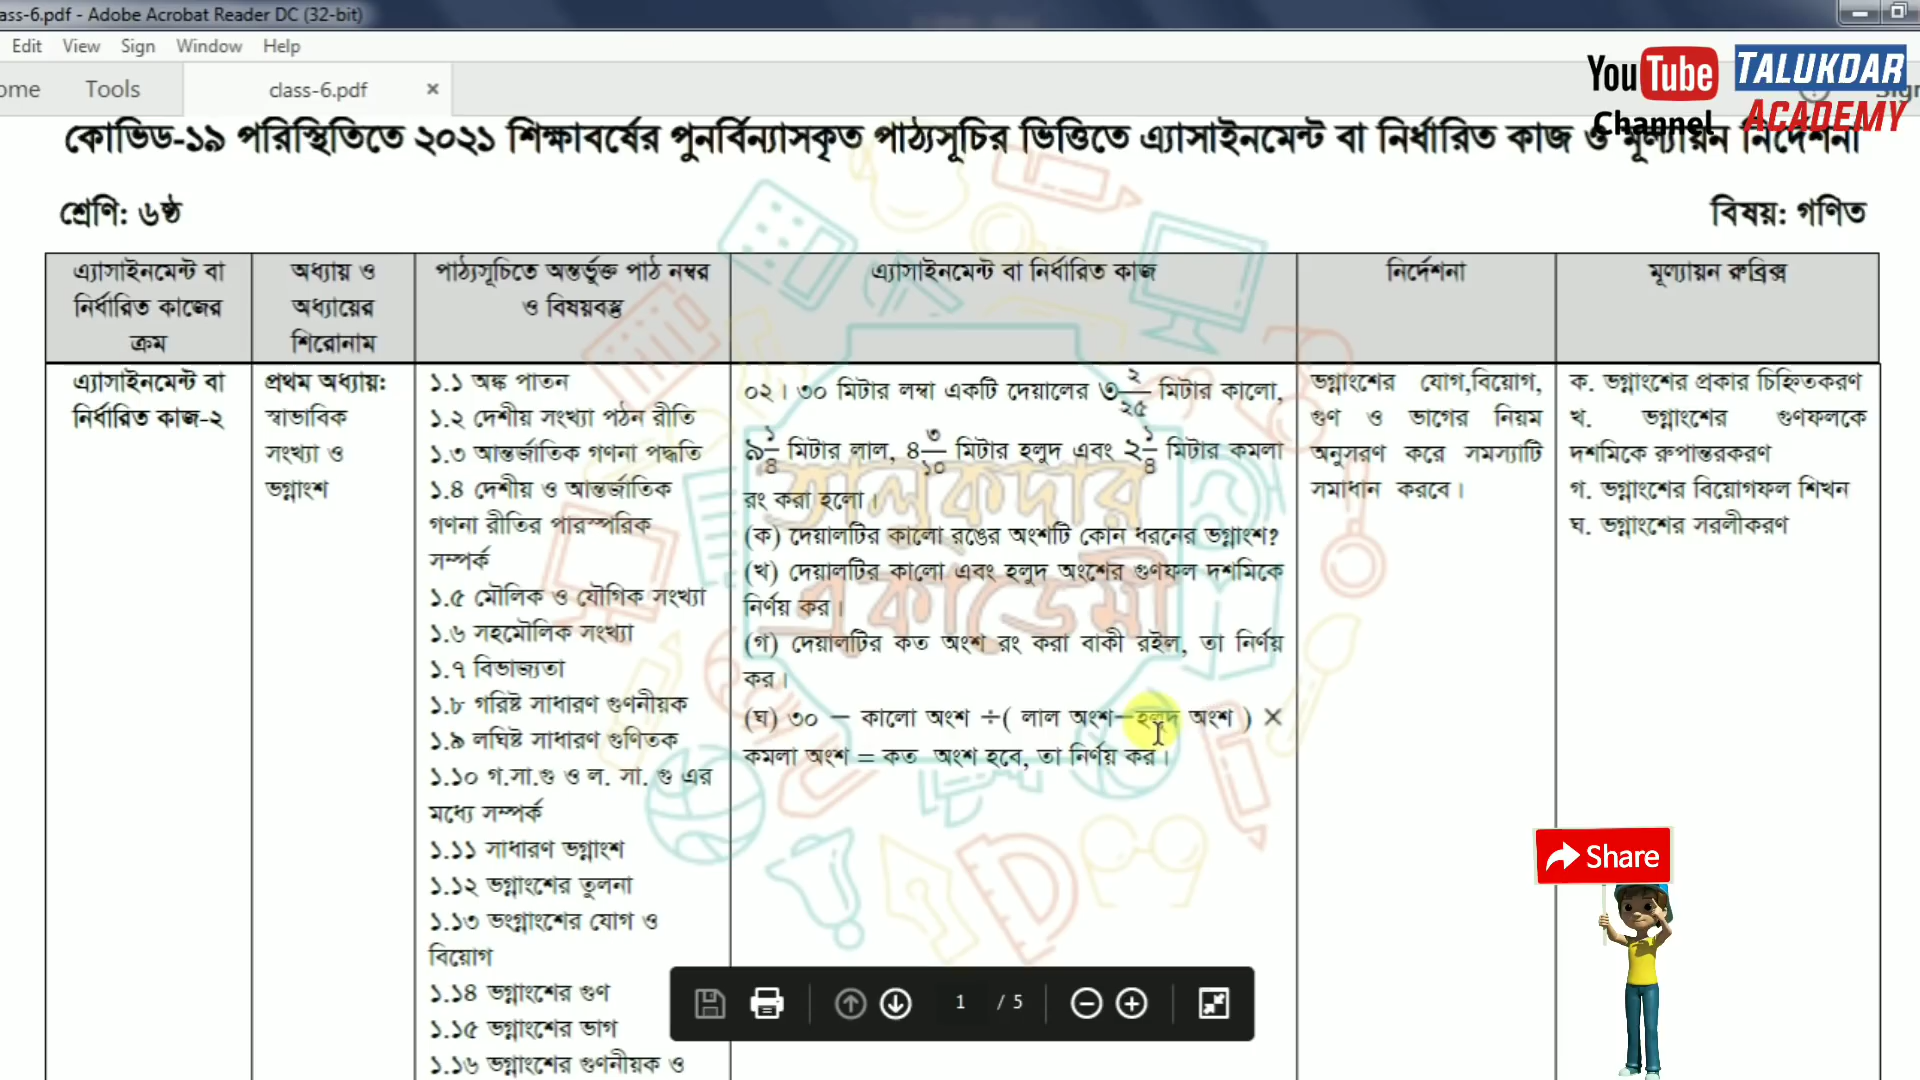 ass-6.pdf - Adobe Acrobat Reader DC (32-bit)
Edit View Sign Window Help
ome Tools class-6.pdf ×
You Tube Channel TALUKDAR ACADEMY
Sign
কোভিড-১৯ পরিস্থিতিতে ২০২১ শিক্ষাবর্ষের পুনর্বিন্যাসকৃত পাঠ্যসূচির ভিত্তিতে এ্যাসাইনমেন্ট বা নির্ধারিত কাজ ও মূল্যায়ন নির্দেশনা
শ্রেণি: ৬ষ্ঠ
বিষয়: গণিত
এ্যাসাইনমেন্ট বা
নির্ধারিত কাজের
ক্রম
অধ্যায় ও
অধ্যায়ের
শিরোনাম
পাঠ্যসূচিতে অন্তর্ভুক্ত পাঠ নম্বর
ও বিষয়বস্তু
এ্যাসাইনমেন্ট বা নির্ধারিত কাজ
নির্দেশনা
মূল্যায়ন রুব্রিক্স
এ্যাসাইনমেন্ট বা
নির্ধারিত কাজ-২
প্রথম অধ্যায়:
স্বাভাবিক
সংখ্যা ও
ভগ্নাংশ
১.১ অঙ্ক পাতন
১.২ দেশীয় সংখ্যা পঠন রীতি
১.৩ আন্তর্জাতিক গণনা পদ্ধতি
১.৪ দেশীয় ও আন্তর্জাতিক
গণনা রীতির পারস্পরিক
সম্পর্ক
১.৫ মৌলিক ও যৌগিক সংখ্যা
১.৬ সহমৌলিক সংখ্যা
১.৭ বিভাজ্যতা
১.৮ গরিষ্ট সাধারণ গুণনীয়ক
১.৯ লঘিষ্ট সাধারণ গুণিতক
১.১০ গ.সা.গু ও ল. সা. গু এর
মধ্যে সম্পর্ক
১.১১ সাধারণ ভগ্নাংশ
১.১২ ভগ্নাংশের তুলনা
১.১৩ ভংগ্নাংশের যোগ ও
বিয়োগ
১.১৪ ভগ্নাংশের গুণ
১.১৫ ভগ্নাংশের ভাগ
১.১৬ ভগ্নাংশের গুণনীয়ক ও
০২। ৩০ মিটার লম্বা একটি দেয়ালের ৩ ২/২৫ মিটার কালো,
৯ ১/৪ মিটার লাল, ৪ ৩/১০ মিটার হলুদ এবং ২ ১/৪ মিটার কমলা
রং করা হলো।
(ক) দেয়ালটির কালো রঙের অংশটি কোন ধরনের ভগ্নাংশ?
(খ) দেয়ালটির কালো এবং হলুদ অংশের গুণফল দশমিকে
নির্ণয় কর।
(গ) দেয়ালটির কত অংশ রং করা বাকী রইল, তা নির্ণয়
কর।
(ঘ) ৩০ − কালো অংশ ÷( লাল অংশ−হলুদ অংশ ) ×
কমলা অংশ = কত অংশ হবে, তা নির্ণয় কর।
ভগ্নাংশের যোগ,বিয়োগ,
গুণ ও ভাগের নিয়ম
অনুসরণ করে সমস্যাটি
সমাধান করবে।
ক. ভগ্নাংশের প্রকার চিহ্নিতকরণ
খ. ভগ্নাংশের গুণফলকে
দশমিকে রুপান্তরকরণ
গ. ভগ্নাংশের বিয়োগফল শিখন
ঘ. ভগ্নাংশের সরলীকরণ
তালুকদার
একাডেমী
Share
1 / 5